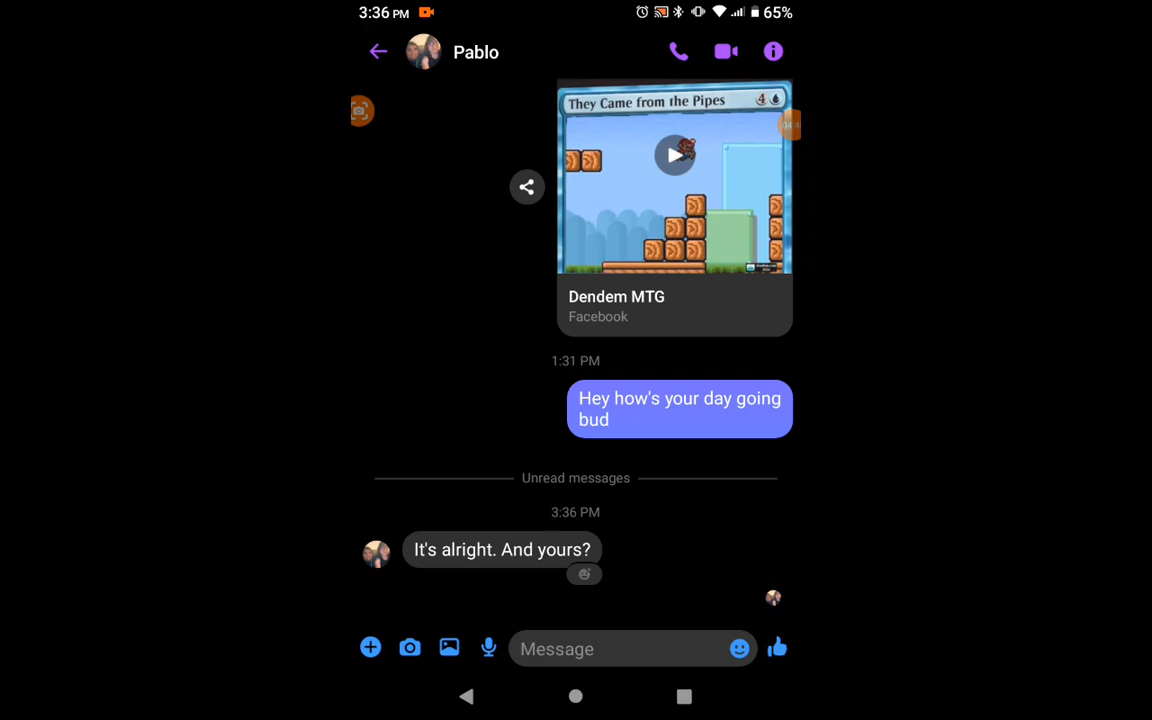 3:36 PM
65%
Pablo
They Came from the Pipes 4
Dendem MTG
Facebook
1:31 PM
Hey how's your day going
bud
Unread messages
3:36 PM
It's alright. And yours?
Message